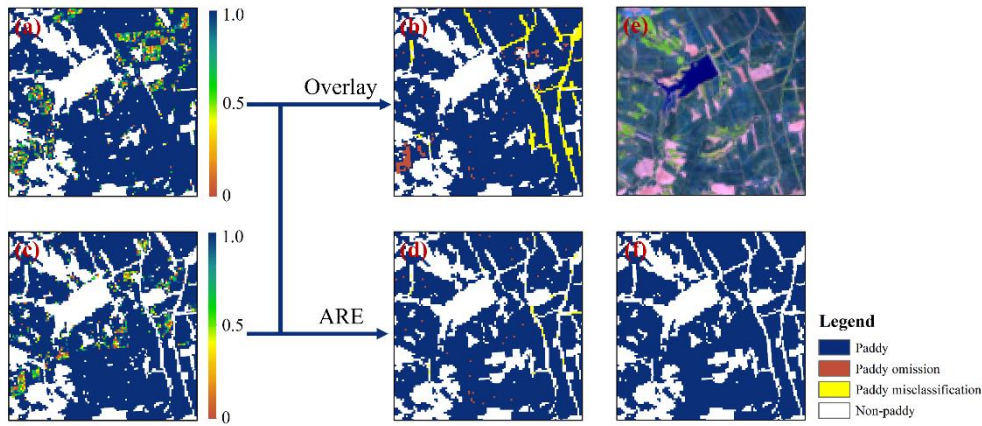 (a)
1.0
0.5
0
Overlay
(b)
(e)
(c)
1.0
0.5
0
ARE
(d)
(f)
Legend
Paddy
Paddy omission
Paddy misclassification
Non-paddy